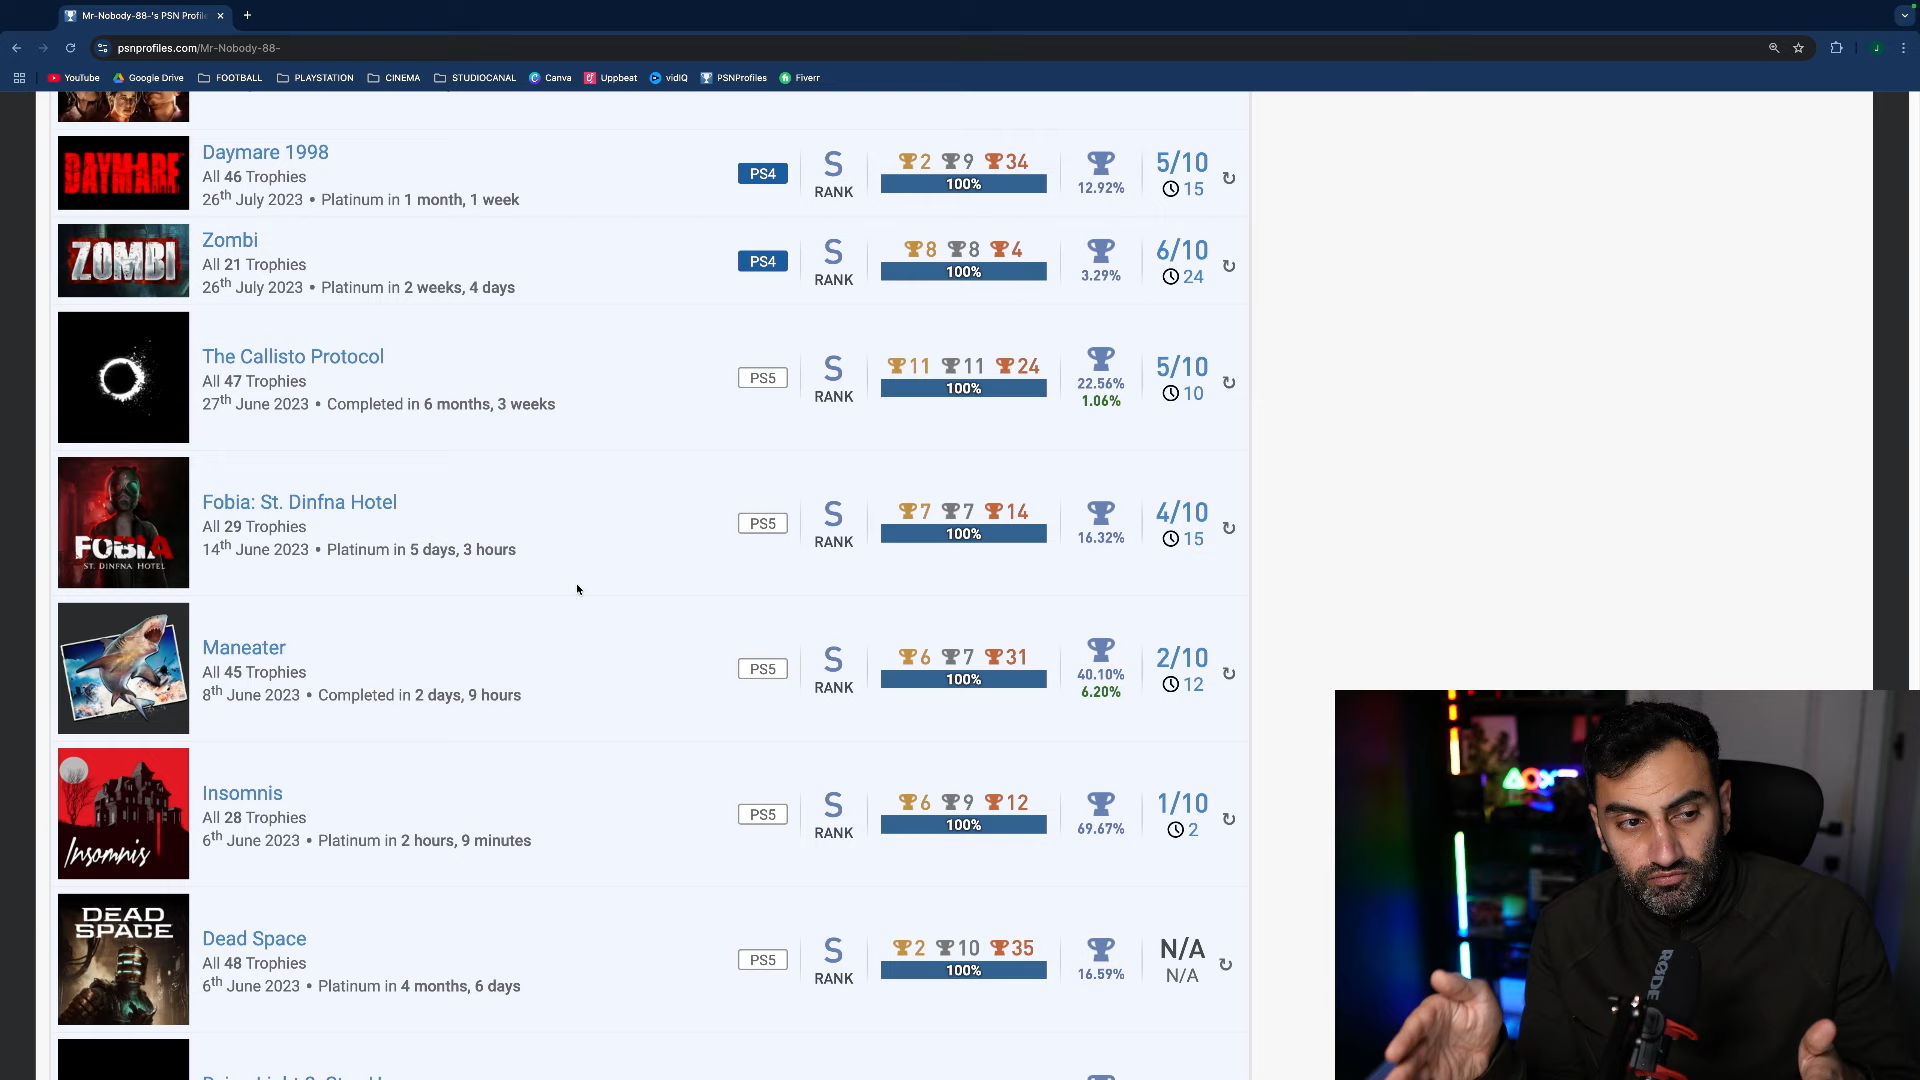 Mr-Nobody-88-'s PSN Profile
psnprofiles.com/Mr-Nobody-88-
YouTube Google Drive FOOTBALL PLAYSTATION CINEMA STUDIOCANAL Canva Uppbeat vidIQ PSNProfiles Fiverr
DAYMARE
Daymare 1998
All 46 Trophies
26th July 2023 • Platinum in 1 month, 1 week
PS4
S
RANK
2 9 34
100%
12.92%
5/10
15
ZOMBI
Zombi
All 21 Trophies
26th July 2023 • Platinum in 2 weeks, 4 days
PS4
S
RANK
8 8 4
100%
3.29%
6/10
24
The Callisto Protocol
All 47 Trophies
27th June 2023 • Completed in 6 months, 3 weeks
PS5
S
RANK
11 11 24
100%
22.56%
1.06%
5/10
10
FOBIA
ST. DINFNA HOTEL
Fobia: St. Dinfna Hotel
All 29 Trophies
14th June 2023 • Platinum in 5 days, 3 hours
PS5
S
RANK
7 7 14
100%
16.32%
4/10
15
Maneater
All 45 Trophies
8th June 2023 • Completed in 2 days, 9 hours
PS5
S
RANK
6 7 31
100%
40.10%
6.20%
2/10
12
Insomnis
Insomnis
All 28 Trophies
6th June 2023 • Platinum in 2 hours, 9 minutes
PS5
S
RANK
6 9 12
100%
69.67%
1/10
2
DEAD
SPACE
Dead Space
All 48 Trophies
6th June 2023 • Platinum in 4 months, 6 days
PS5
S
RANK
2 10 35
100%
16.59%
N/A
N/A
RØDE